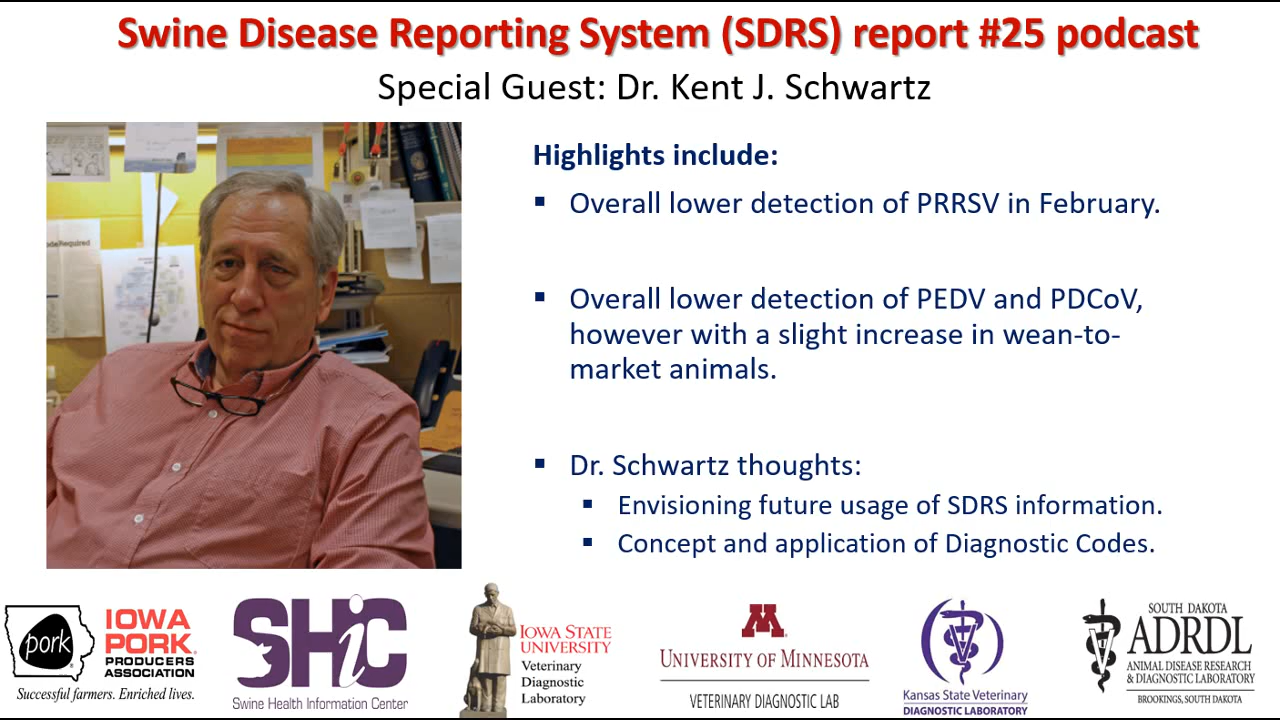 Swine Disease Reporting System (SDRS) report #25 podcast
Special Guest: Dr. Kent J. Schwartz
Highlights include:
▪ Overall lower detection of PRRSV in February.
▪ Overall lower detection of PEDV and PDCoV,
however with a slight increase in wean-to-
market animals.
▪ Dr. Schwartz thoughts:
▪ Envisioning future usage of SDRS information.
▪ Concept and application of Diagnostic Codes.
pork
IOWA
PORK
PRODUCERS
ASSOCIATION
Successful farmers. Enriched lives.
SHiC
Swine Health Information Center
IOWA STATE
UNIVERSITY
Veterinary
Diagnostic
Laboratory
M
UNIVERSITY OF MINNESOTA
VETERINARY DIAGNOSTIC LAB
Kansas State Veterinary
DIAGNOSTIC LABORATORY
SOUTH DAKOTA
ADRDL
ANIMAL DISEASE RESEARCH
& DIAGNOSTIC LABORATORY
BROOKINGS, SOUTH DAKOTA